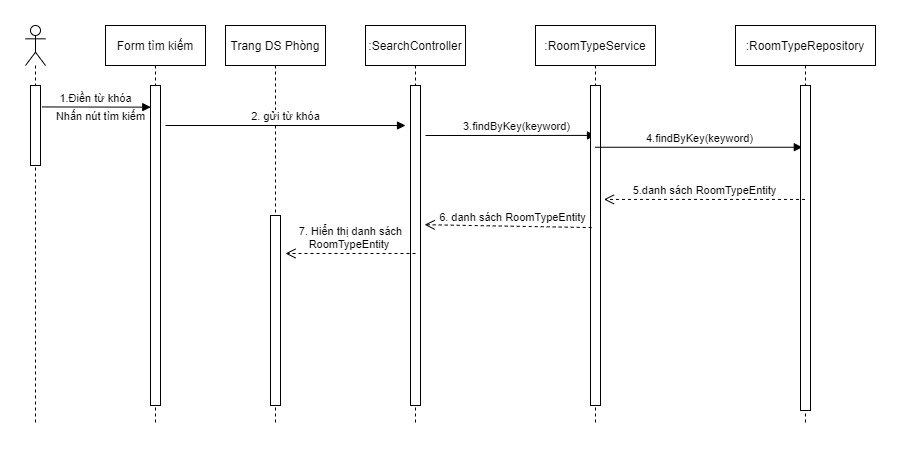 Form tìm kiếm
Trang DS Phòng
:SearchController
:RoomTypeService
:RoomTypeRepository
1.Điền từ khóa
Nhấn nút tìm kiếm
2. gửi từ khóa
3.findByKey(keyword)
4.findByKey(keyword)
5.danh sách RoomTypeEntity
6. danh sách RoomTypeEntity
7. Hiển thị danh sách
RoomTypeEntity